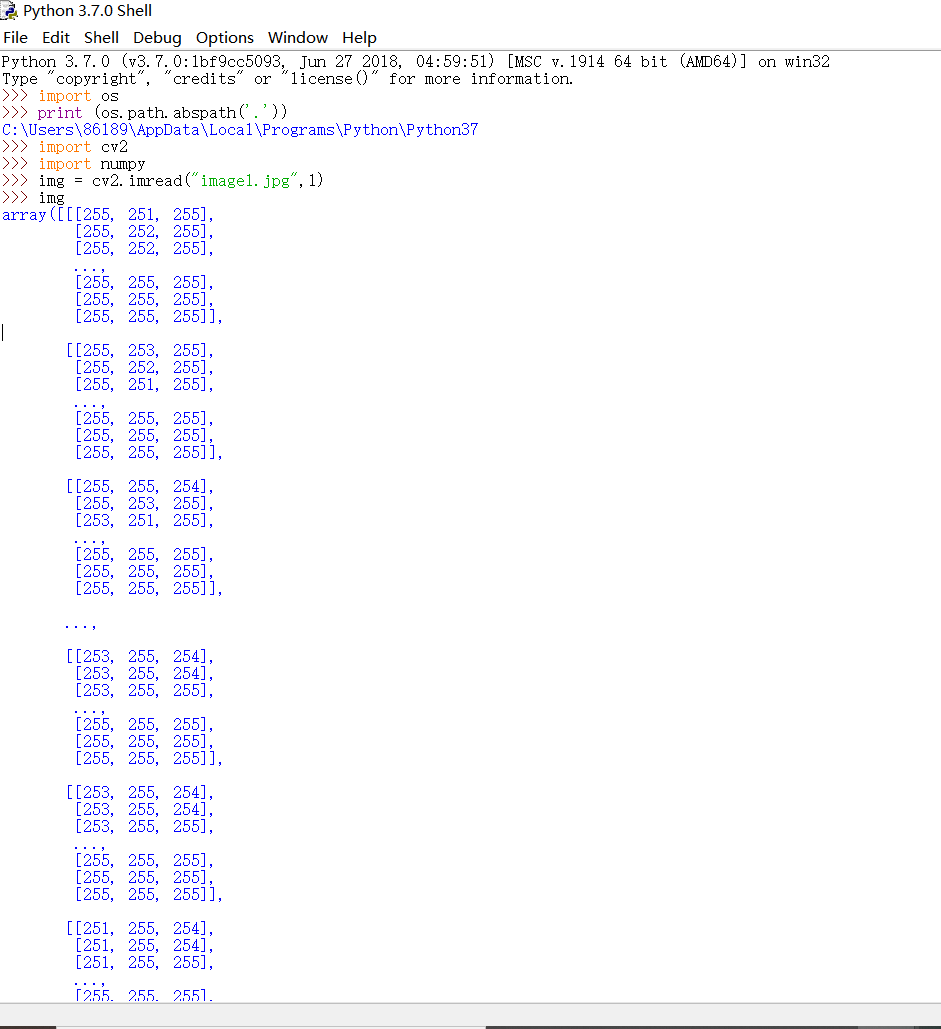 Python 3.7.0 Shell
File Edit Shell Debug Options Window Help
Python 3.7.0 (v3.7.0:1bf9cc5093, Jun 27 2018, 04:59:51) [MSC v.1914 64 bit (AMD64)] on win32
Type "copyright", "credits" or "license()" for more information.
>>> import os
>>> print (os.path.abspath('.'))
C:\Users\86189\AppData\Local\Programs\Python\Python37
>>> import cv2
>>> import numpy
>>> img = cv2.imread("image1.jpg",1)
>>> img
array([[[255, 251, 255],
[255, 252, 255],
[255, 252, 255],
...,
[255, 255, 255],
[255, 255, 255],
[255, 255, 255]],
[[255, 253, 255],
[255, 252, 255],
[255, 251, 255],
...,
[255, 255, 255],
[255, 255, 255],
[255, 255, 255]],
[[255, 255, 254],
[255, 253, 255],
[253, 251, 255],
...,
[255, 255, 255],
[255, 255, 255],
[255, 255, 255]],
...,
[[253, 255, 254],
[253, 255, 254],
[253, 255, 255],
...,
[255, 255, 255],
[255, 255, 255],
[255, 255, 255]],
[[253, 255, 254],
[253, 255, 254],
[253, 255, 255],
...,
[255, 255, 255],
[255, 255, 255],
[255, 255, 255]],
[[251, 255, 254],
[251, 255, 254],
[251, 255, 255],
...,
[255, 255, 255],